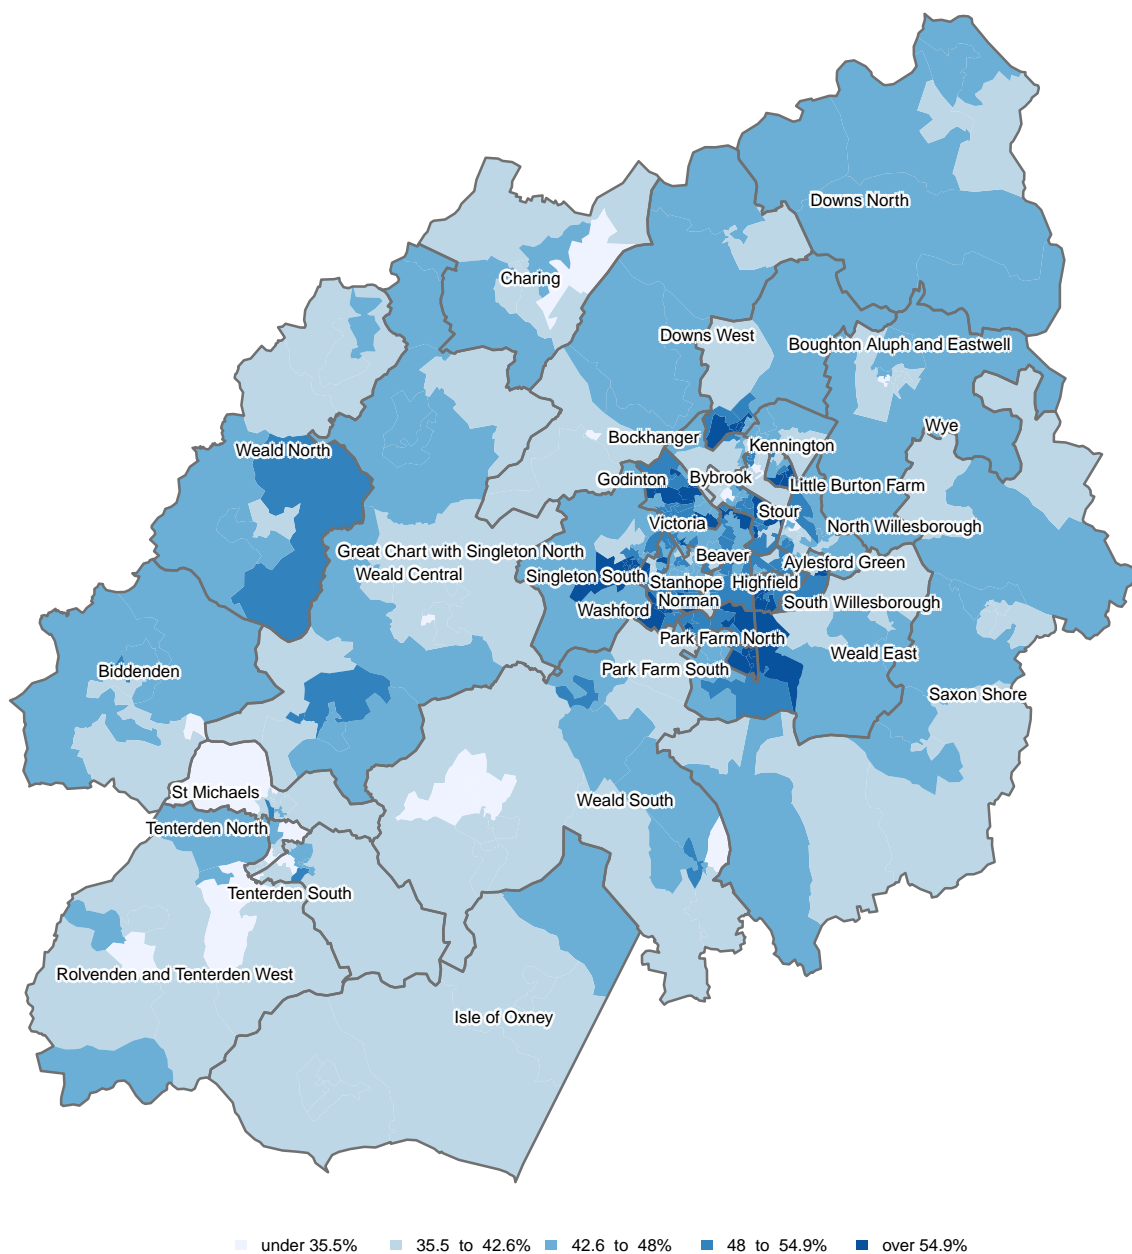 Downs North
Charing
Downs West
Boughton Aluph and Eastwell
Wye
Bockhanger
Kennington
Weald North
Godinton
Bybrook
Little Burton Farm
Stour
Victoria
North Willesborough
Great Chart with Singleton North
Beaver
Aylesford Green
Weald Central
Singleton South
Stanhope
Highfield
Norman
South Willesborough
Washford
Park Farm North
Weald East
Biddenden
Park Farm South
Saxon Shore
St Michaels
Weald South
Tenterden North
Tenterden South
Rolvenden and Tenterden West
Isle of Oxney
under 35.5%
35.5 to 42.6%
42.6 to 48%
48 to 54.9%
over 54.9%